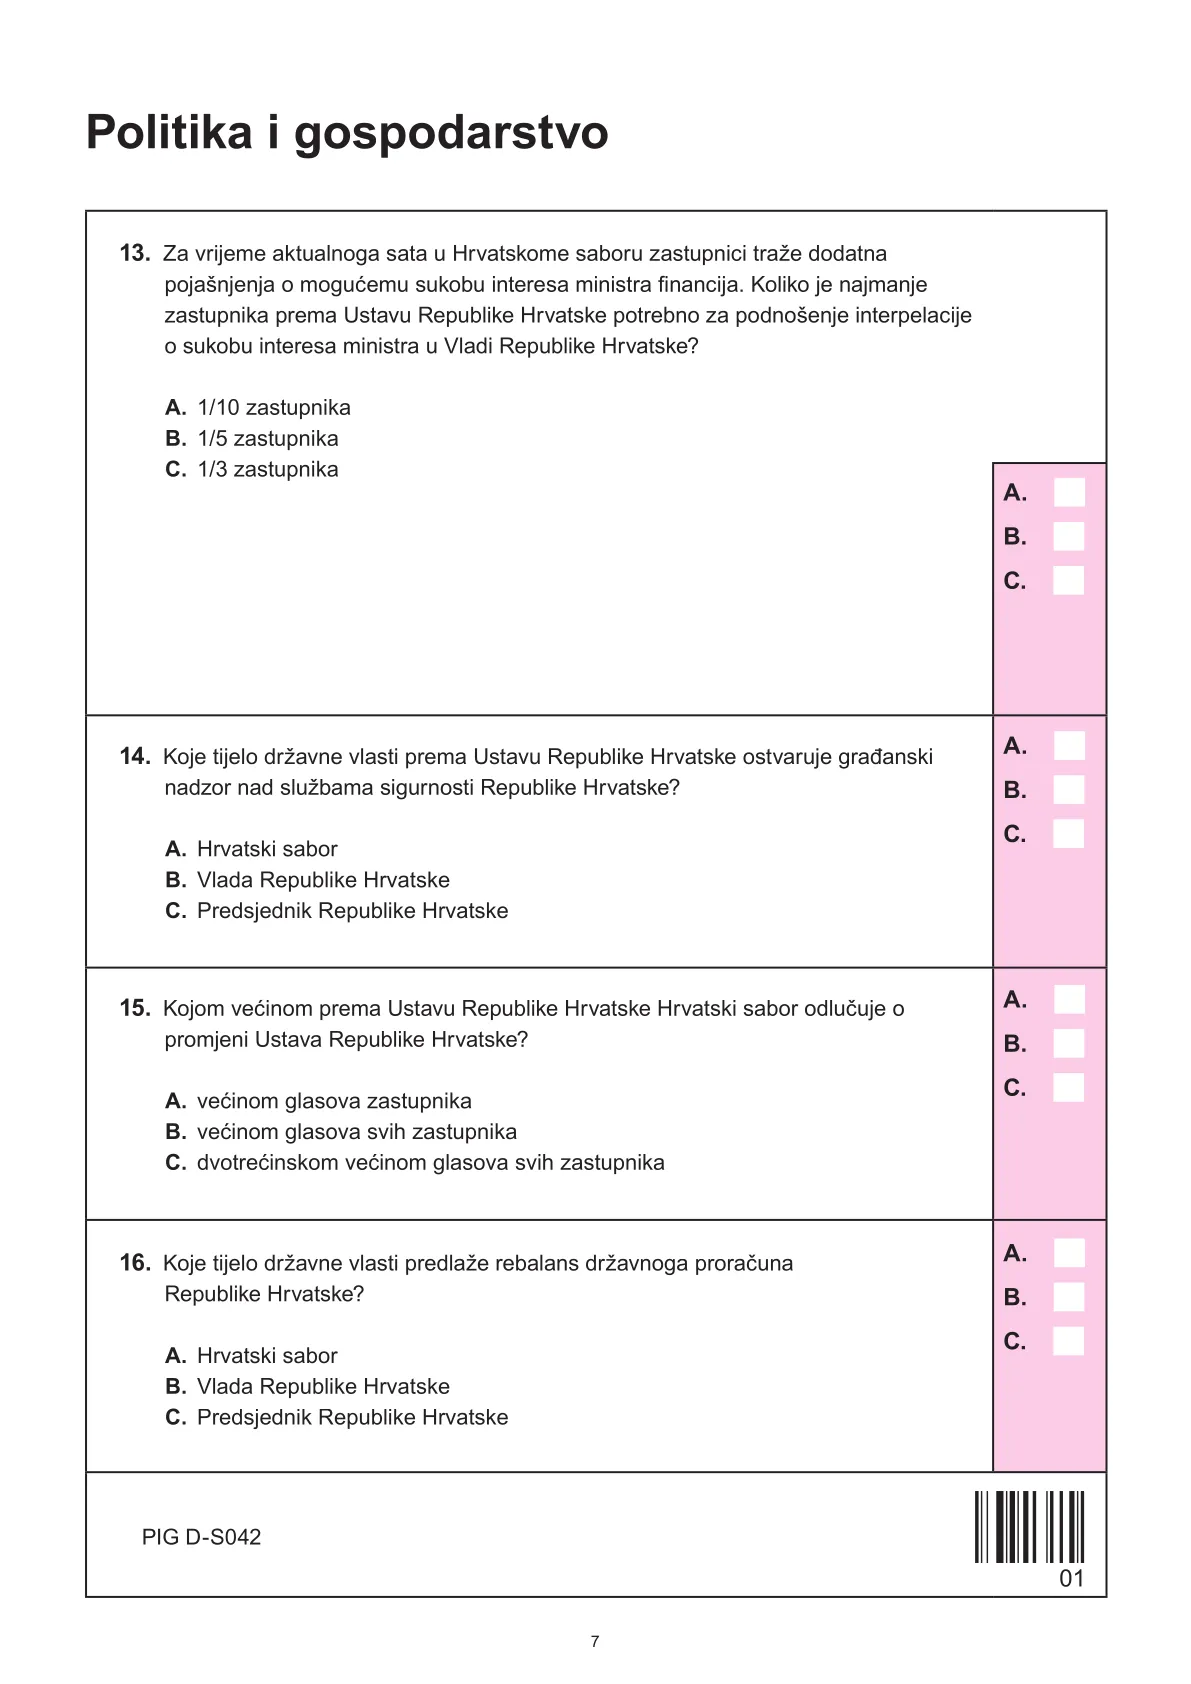 Politika i gospodarstvo
13. Za vrijeme aktualnoga sata u Hrvatskome saboru zastupnici traže dodatna
pojašnjenja o mogućemu sukobu interesa ministra financija. Koliko je najmanje
zastupnika prema Ustavu Republike Hrvatske potrebno za podnošenje interpelacije
o sukobu interesa ministra u Vladi Republike Hrvatske?
A. 1/10 zastupnika
B. 1/5 zastupnika
C. 1/3 zastupnika
A.
B.
C.
14. Koje tijelo državne vlasti prema Ustavu Republike Hrvatske ostvaruje građanski
nadzor nad službama sigurnosti Republike Hrvatske?
A. Hrvatski sabor
B. Vlada Republike Hrvatske
C. Predsjednik Republike Hrvatske
A.
B.
C.
15. Kojom većinom prema Ustavu Republike Hrvatske Hrvatski sabor odlučuje o
promjeni Ustava Republike Hrvatske?
A. većinom glasova zastupnika
B. većinom glasova svih zastupnika
C. dvotrećinskom većinom glasova svih zastupnika
A.
B.
C.
16. Koje tijelo državne vlasti predlaže rebalans državnoga proračuna
Republike Hrvatske?
A. Hrvatski sabor
B. Vlada Republike Hrvatske
C. Predsjednik Republike Hrvatske
A.
B.
C.
PIG D-S042
01
7